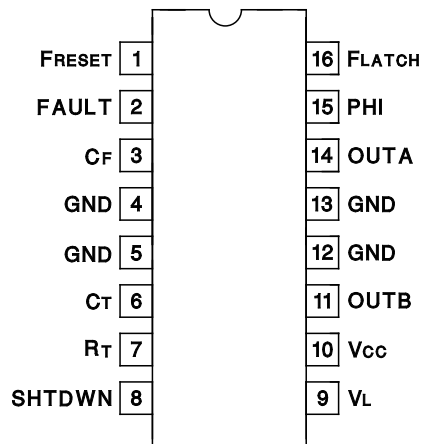 FRESET 1 16 FLATCH
FAULT 2 15 PHI
CF 3 14 OUTA
GND 4 13 GND
GND 5 12 GND
CT 6 11 OUTB
RT 7 10 VCC
SHTDWN 8 9 VL